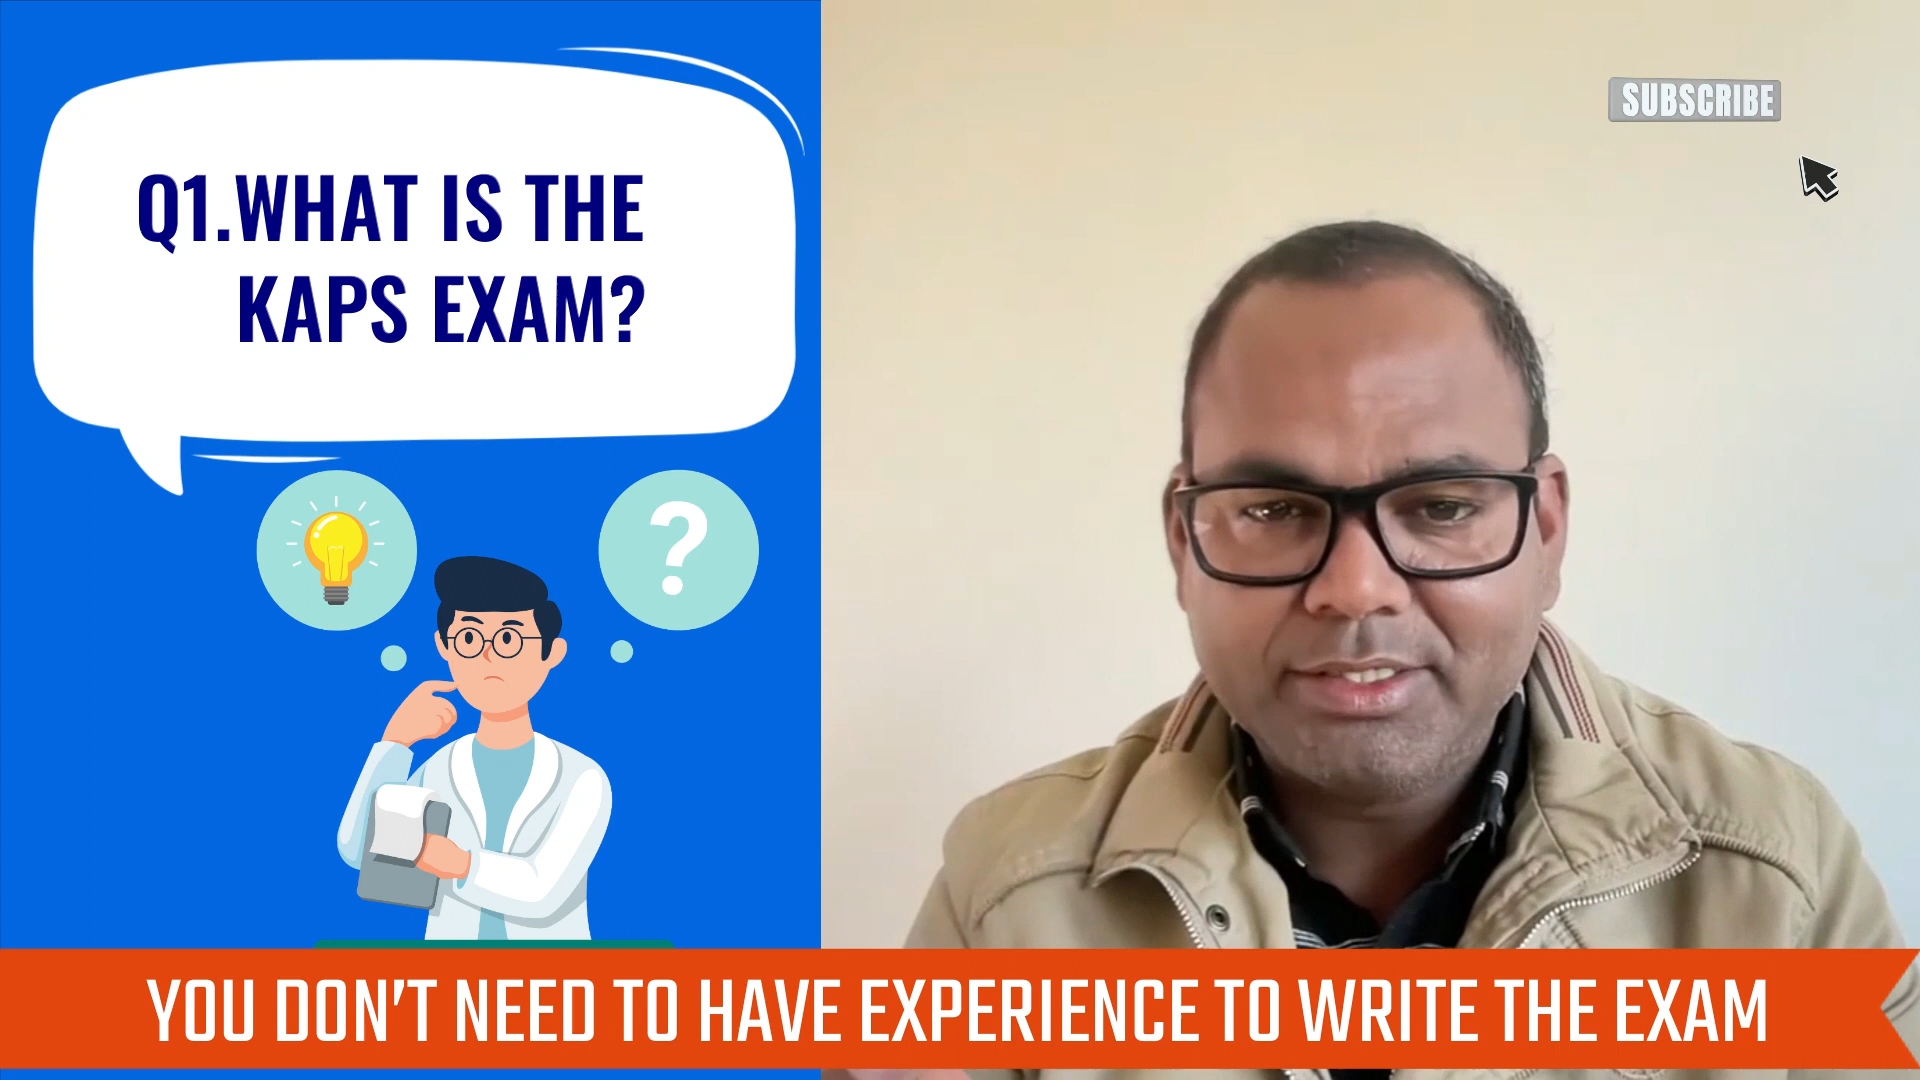 Q1.WHAT IS THE
KAPS EXAM?
SUBSCRIBE
YOU DON'T NEED TO HAVE EXPERIENCE TO WRITE THE EXAM